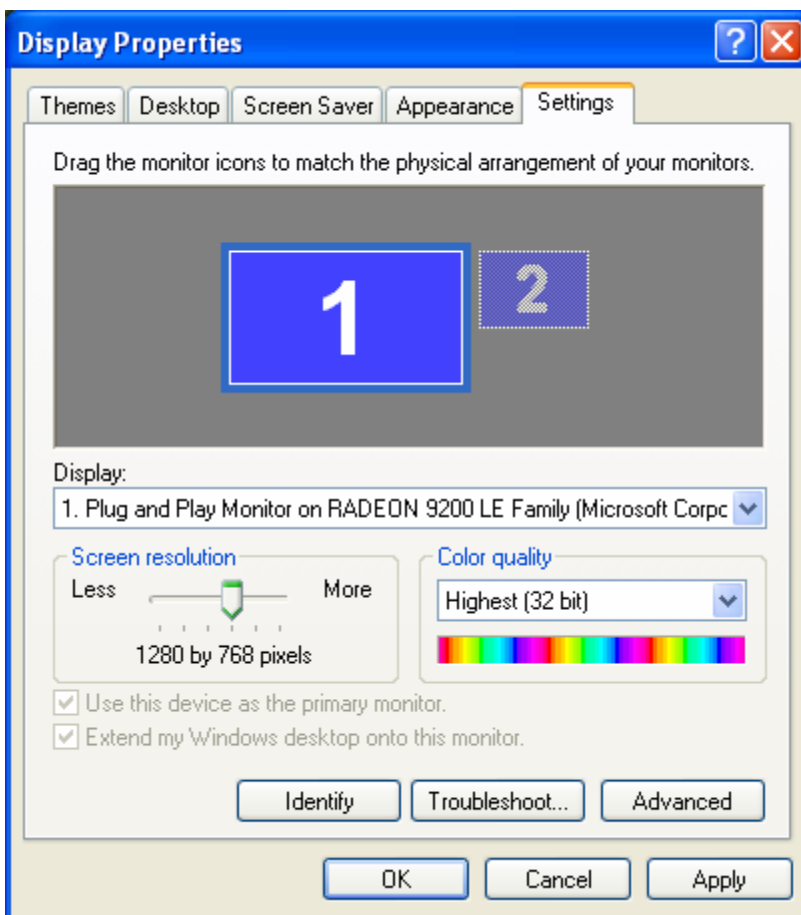 Display Properties
Themes Desktop Screen Saver Appearance Settings
Drag the monitor icons to match the physical arrangement of your monitors.
1 2
Display:
1. Plug and Play Monitor on RADEON 9200 LE Family (Microsoft Corpc
Screen resolution
Less More
1280 by 768 pixels
Color quality
Highest (32 bit)
Use this device as the primary monitor.
Extend my Windows desktop onto this monitor.
Identify Troubleshoot... Advanced
OK Cancel Apply